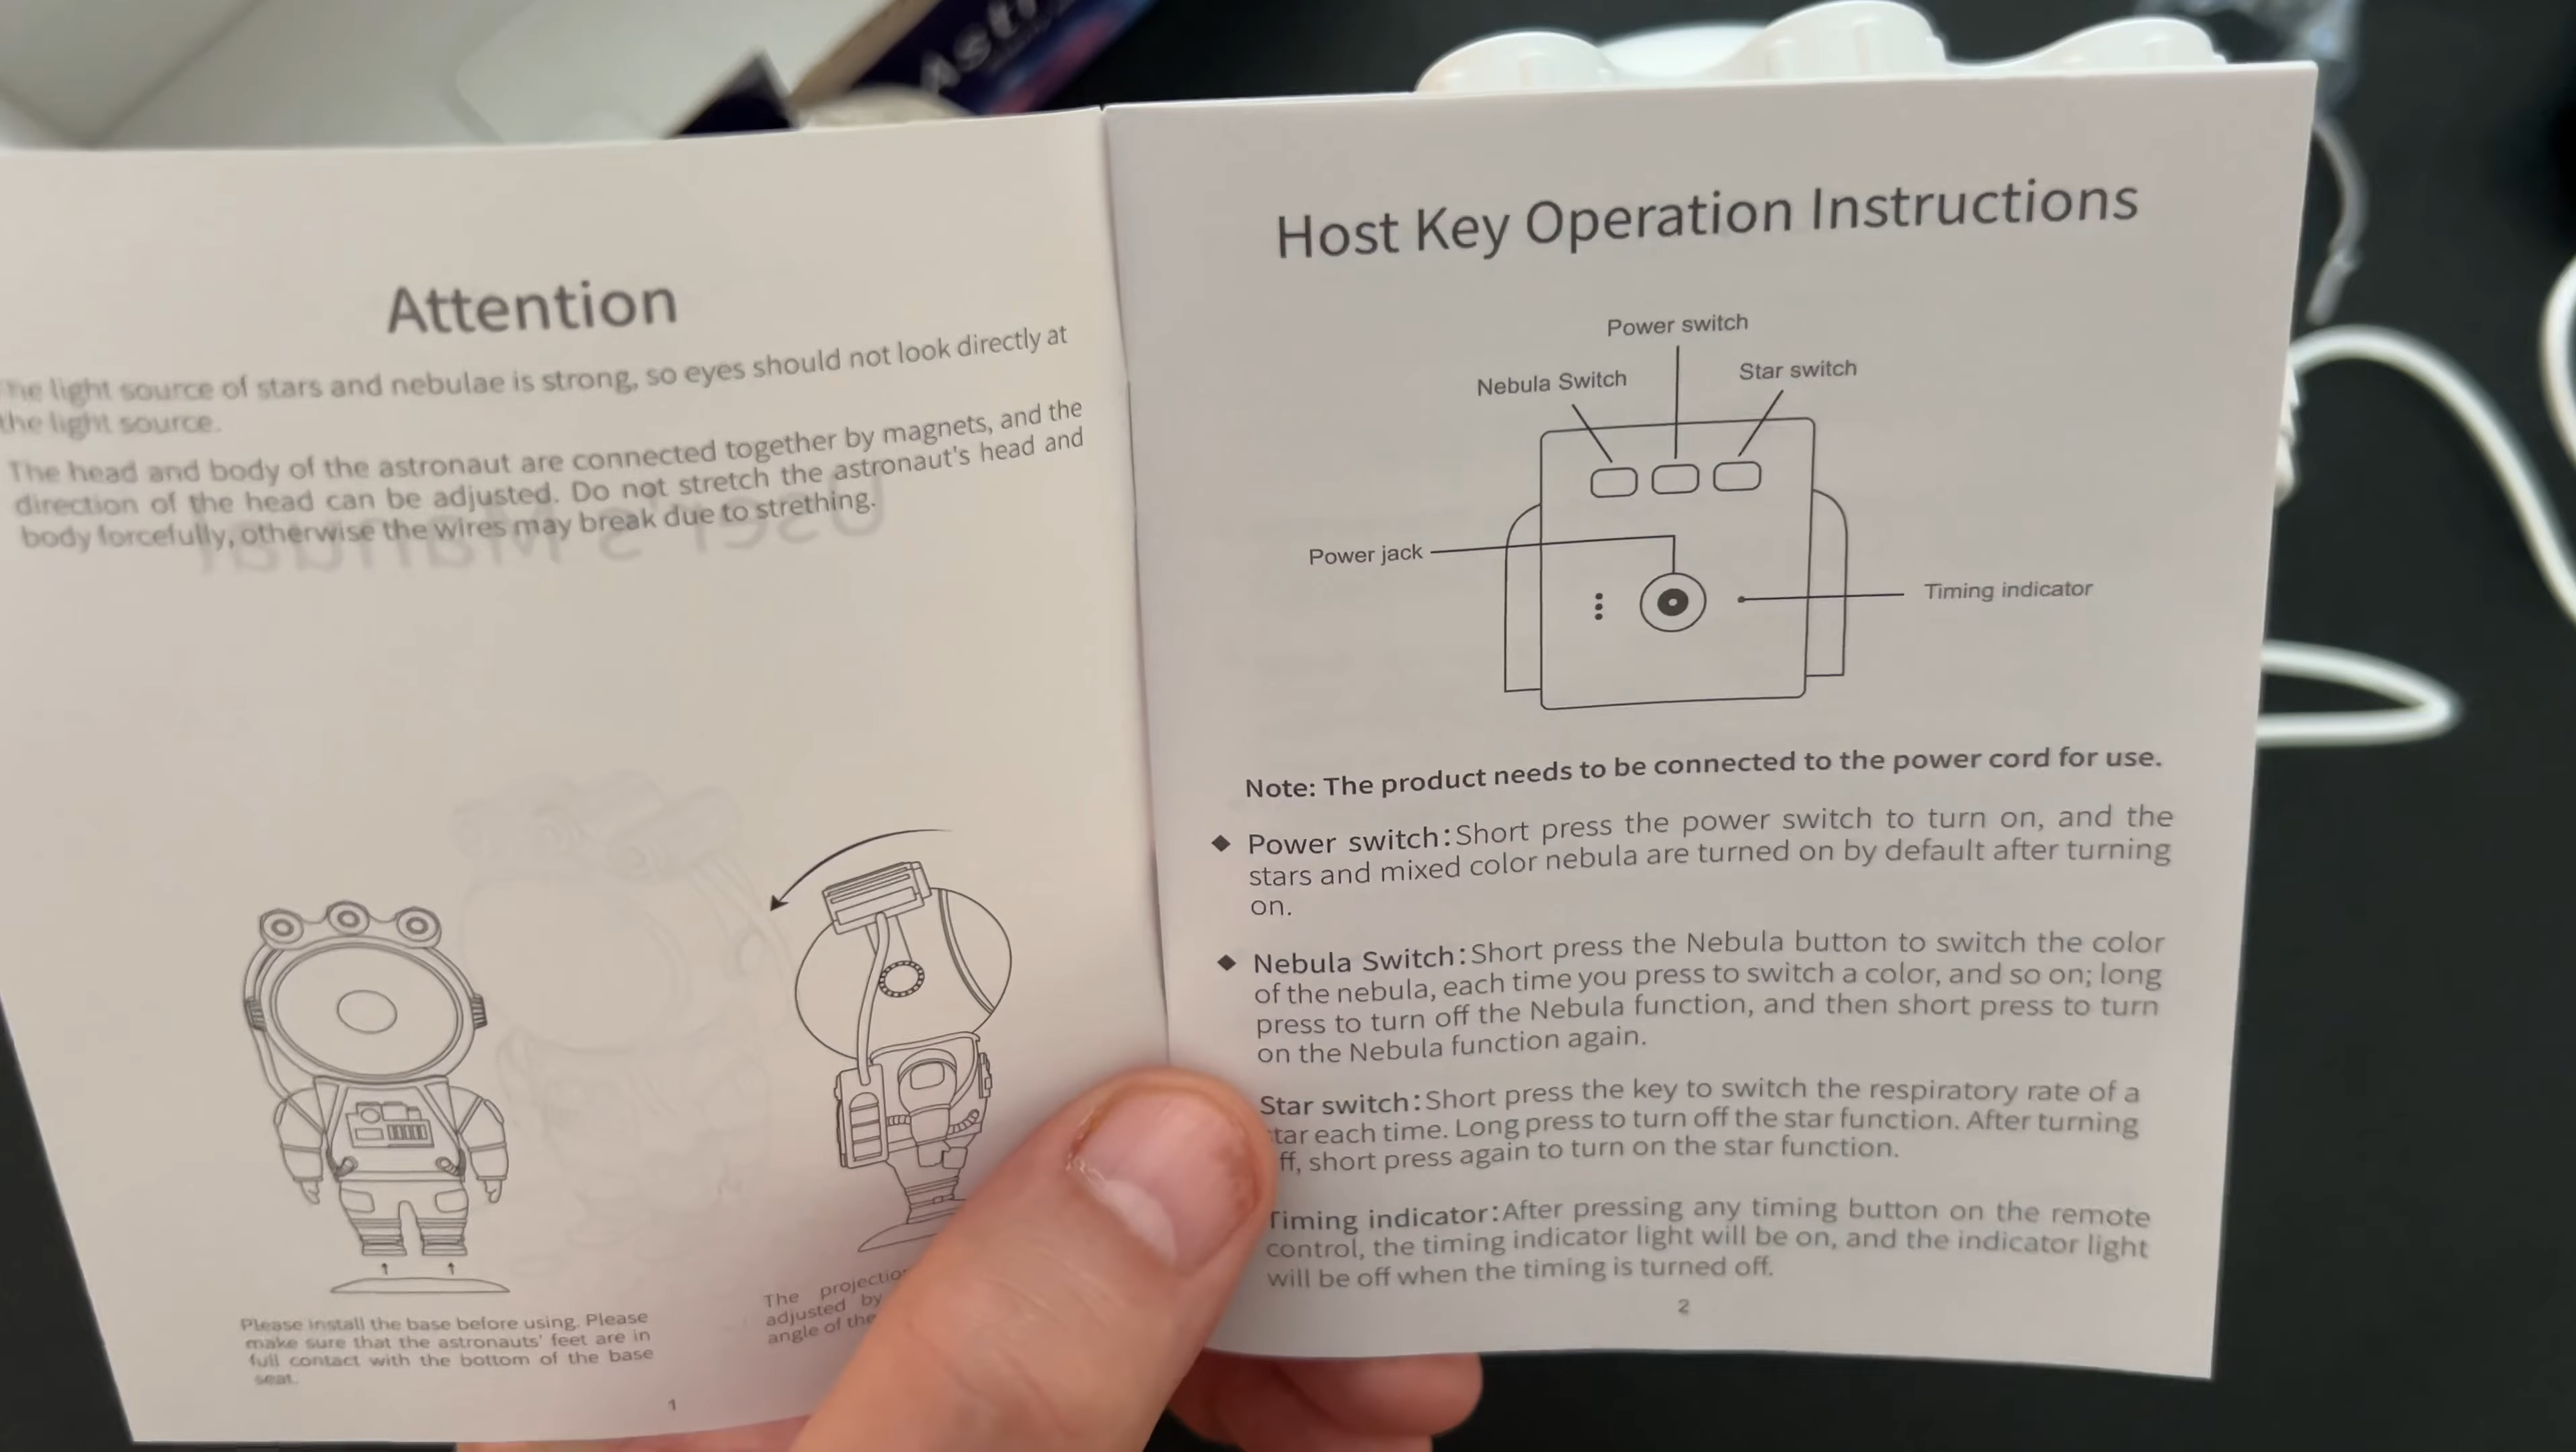 Astr
Attention
he light source of stars and nebulae is strong, so eyes should not look directly at
the light source.
The head and body of the astronaut are connected together by magnets, and the
direction of the head can be adjusted. Do not stretch the astronaut's head and
body forcefully, otherwise the wires may break due to strething.
User's Manual
Please install the base before using. Please
make sure that the astronauts' feet are in
full contact with the bottom of the base
seat.
The projectio
adjusted by
angle of the
1
Host Key Operation Instructions
Power switch
Nebula Switch
Star switch
Power jack
Timing indicator
Note: The product needs to be connected to the power cord for use.
◆ Power switch:Short press the power switch to turn on, and the
stars and mixed color nebula are turned on by default after turning
on.
◆ Nebula Switch:Short press the Nebula button to switch the color
of the nebula, each time you press to switch a color, and so on; long
press to turn off the Nebula function, and then short press to turn
on the Nebula function again.
Star switch:Short press the key to switch the respiratory rate of a
tar each time. Long press to turn off the star function. After turning
ff, short press again to turn on the star function.
Timing indicator:After pressing any timing button on the remote
control, the timing indicator light will be on, and the indicator light
will be off when the timing is turned off.
2